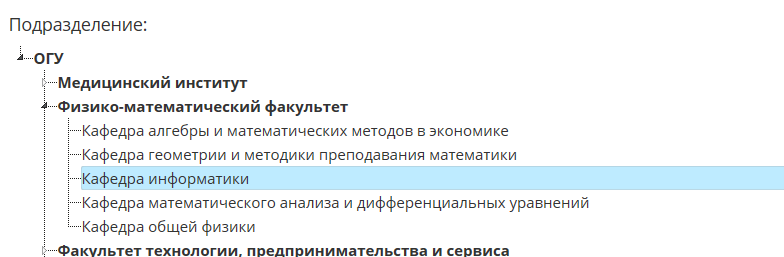 Подразделение:
ОГУ
Медицинский институт
Физико-математический факультет
Кафедра алгебры и математических методов в экономике
Кафедра геометрии и методики преподавания математики
Кафедра информатики
Кафедра математического анализа и дифференциальных уравнений
Кафедра общей физики
Факультет технологии, предпринимательства и сервиса